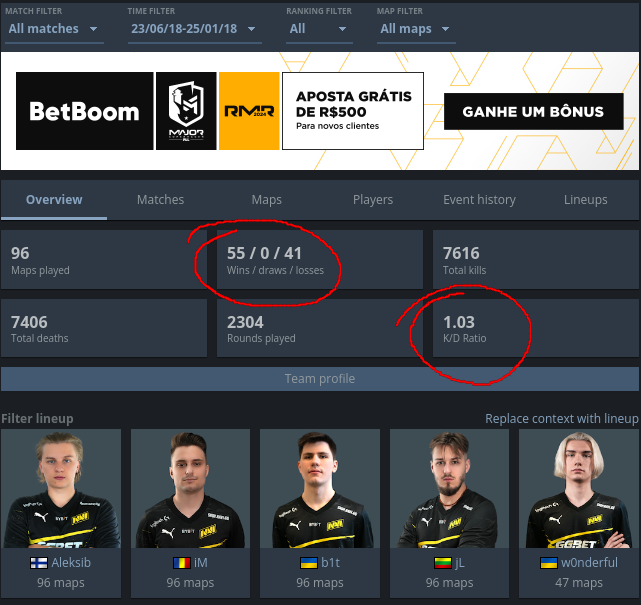 MATCH FILTER TIME FILTER RANKING FILTER MAP FILTER
All matches 23/06/18-25/01/18 All All maps
BetBoom MAJOR RMR 2024 APOSTA GRÁTIS
DE R$500
Para novos clientes
GANHE UM BÔNUS
Overview Matches Maps Players Event history Lineups
96 55 / 0 / 41 7616
Maps played Wins / draws / losses Total kills
7406 2304 1.03
Total deaths Rounds played K/D Ratio
Team profile
Filter lineup Replace context with lineup
Aleksib iM b1t jL w0nderful
96 maps 96 maps 96 maps 96 maps 47 maps